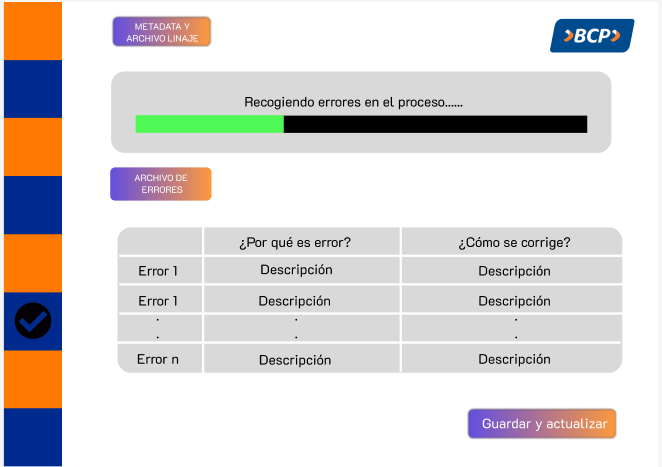 METADATA Y
ARCHIVO LINAJE
BCP
Recogiendo errores en el proceso......
ARCHIVO DE
ERRORES
¿Por qué es error? ¿Cómo se corrige?
Error 1 Descripción Descripción
Error 1 Descripción Descripción
. . .
. . .
Error n Descripción Descripción
Guardar y actualizar